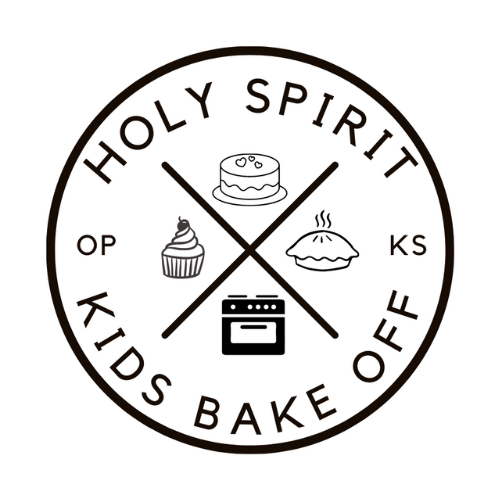 HOLY SPIRIT
OP
KS
KIDS BAKE OFF